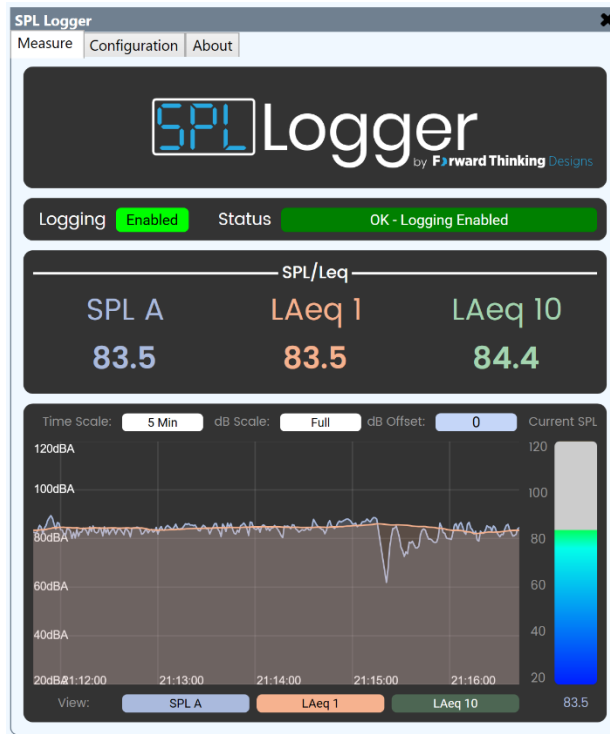 SPL Logger
Measure Configuration About
SPL Logger
by Forward Thinking Designs
Logging Enabled Status OK - Logging Enabled
SPL/Leq
SPL A LAeq 1 LAeq 10
83.5 83.5 84.4
Time Scale: 5 Min dB Scale: Full dB Offset: 0 Current SPL
120dBA 120
100dBA 100
80dBA 80
60dBA 60
40dBA 40
20dBA 21:12:00 21:13:00 21:14:00 21:15:00 21:16:00 20
View: SPL A LAeq 1 LAeq 10 83.5